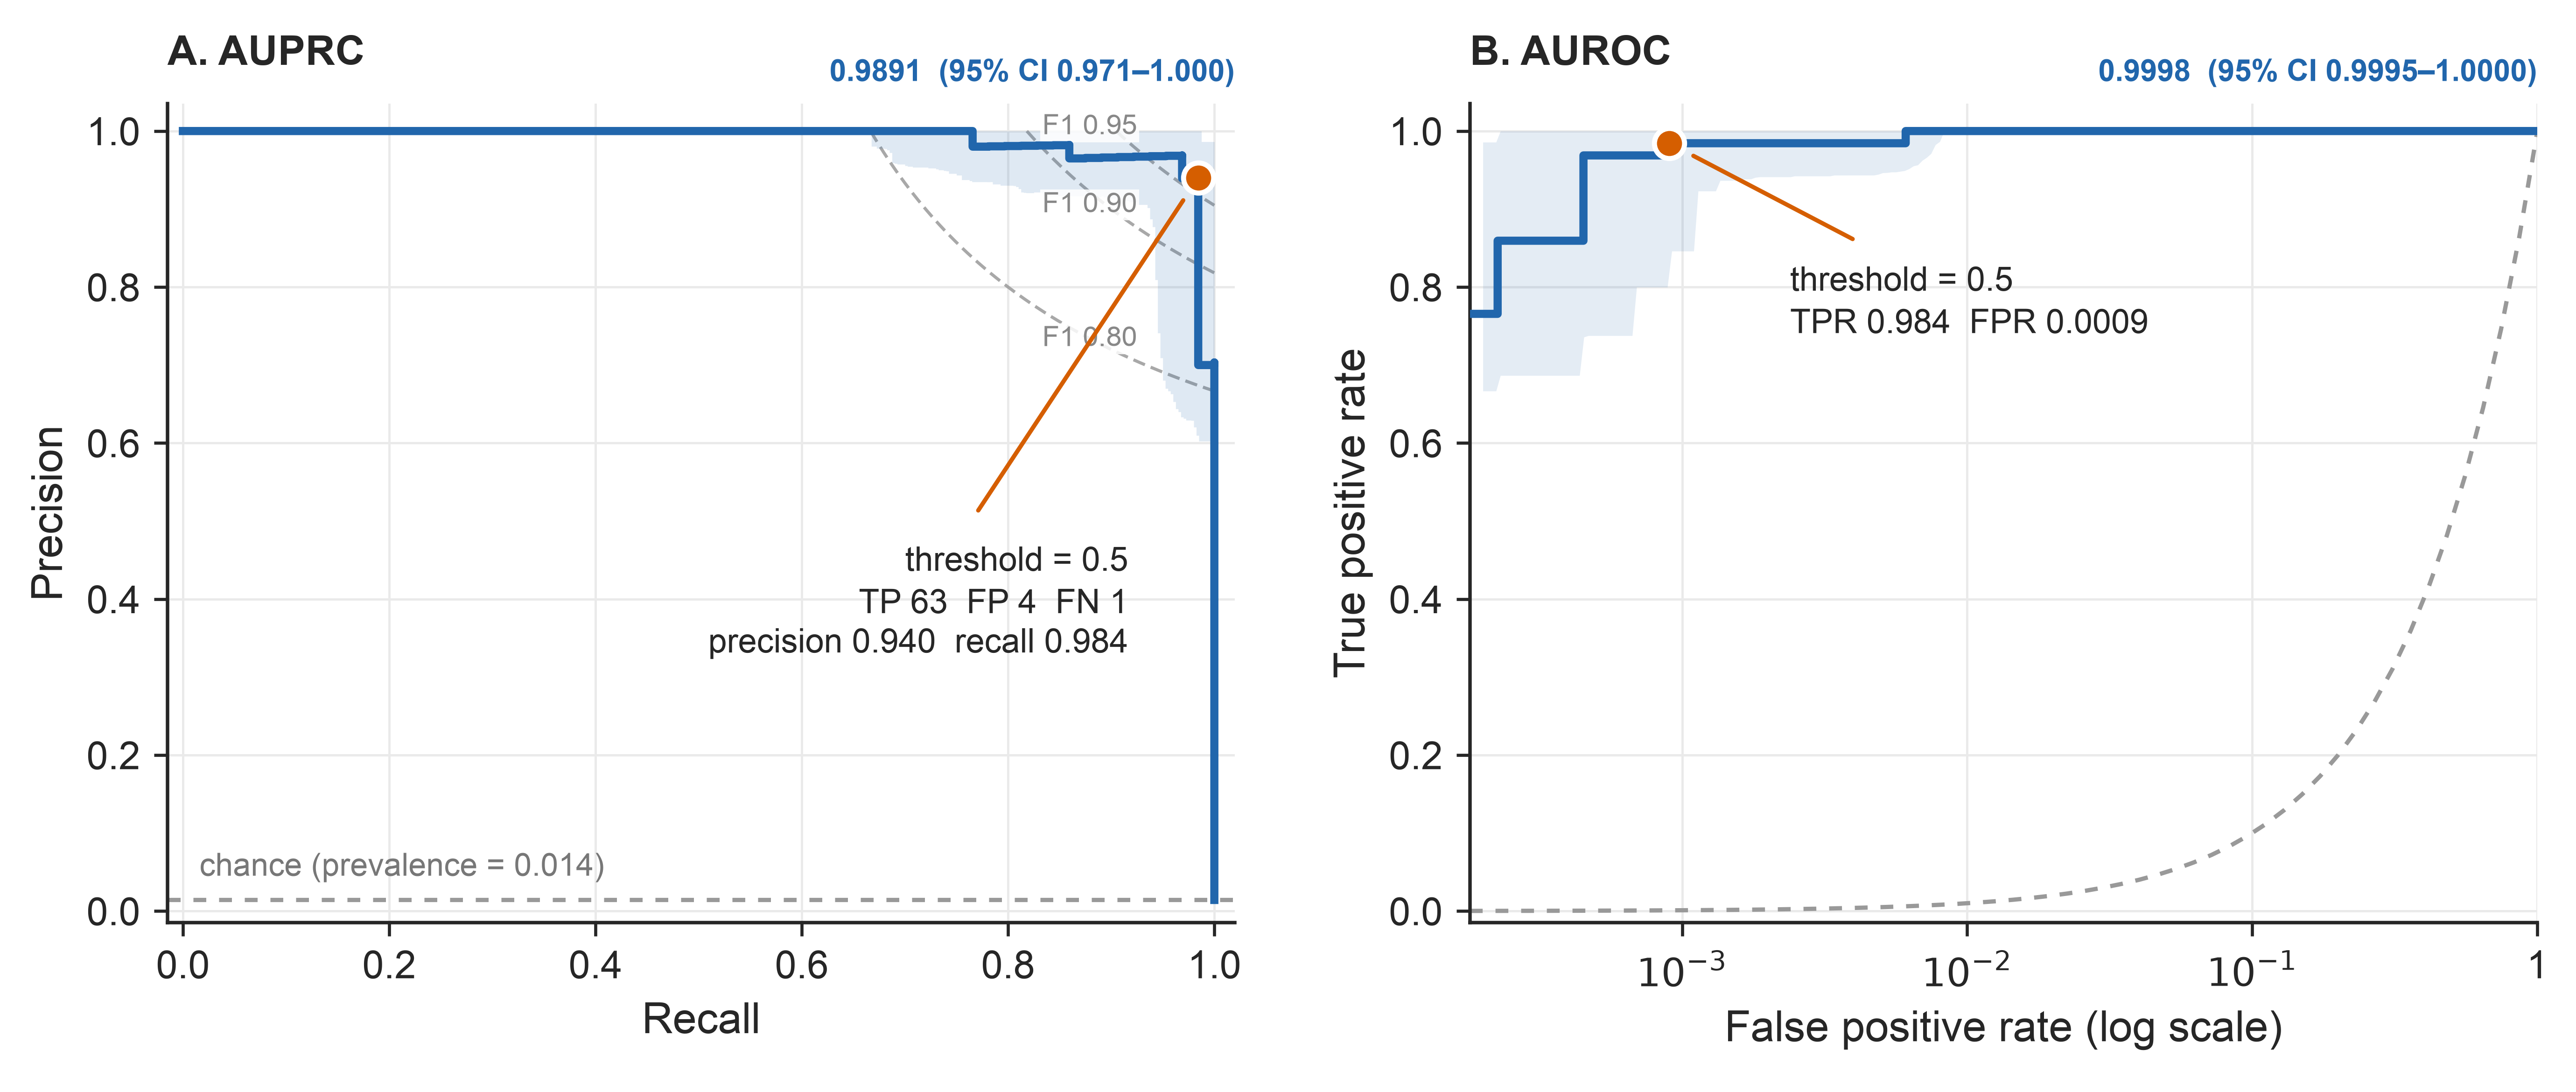 A. AUPRC
0.9891 (95% CI 0.971–1.000)
1.0
0.8
0.6
0.4
0.2
0.0
Precision
F1 0.95
F1 0.90
F1 0.80
threshold = 0.5
TP 63 FP 4 FN 1
precision 0.940 recall 0.984
chance (prevalence = 0.014)
0.0 0.2 0.4 0.6 0.8 1.0
Recall
B. AUROC
0.9998 (95% CI 0.9995–1.0000)
1.0
0.8
0.6
0.4
0.2
0.0
True positive rate
threshold = 0.5
TPR 0.984 FPR 0.0009
10⁻³ 10⁻² 10⁻¹ 1
False positive rate (log scale)